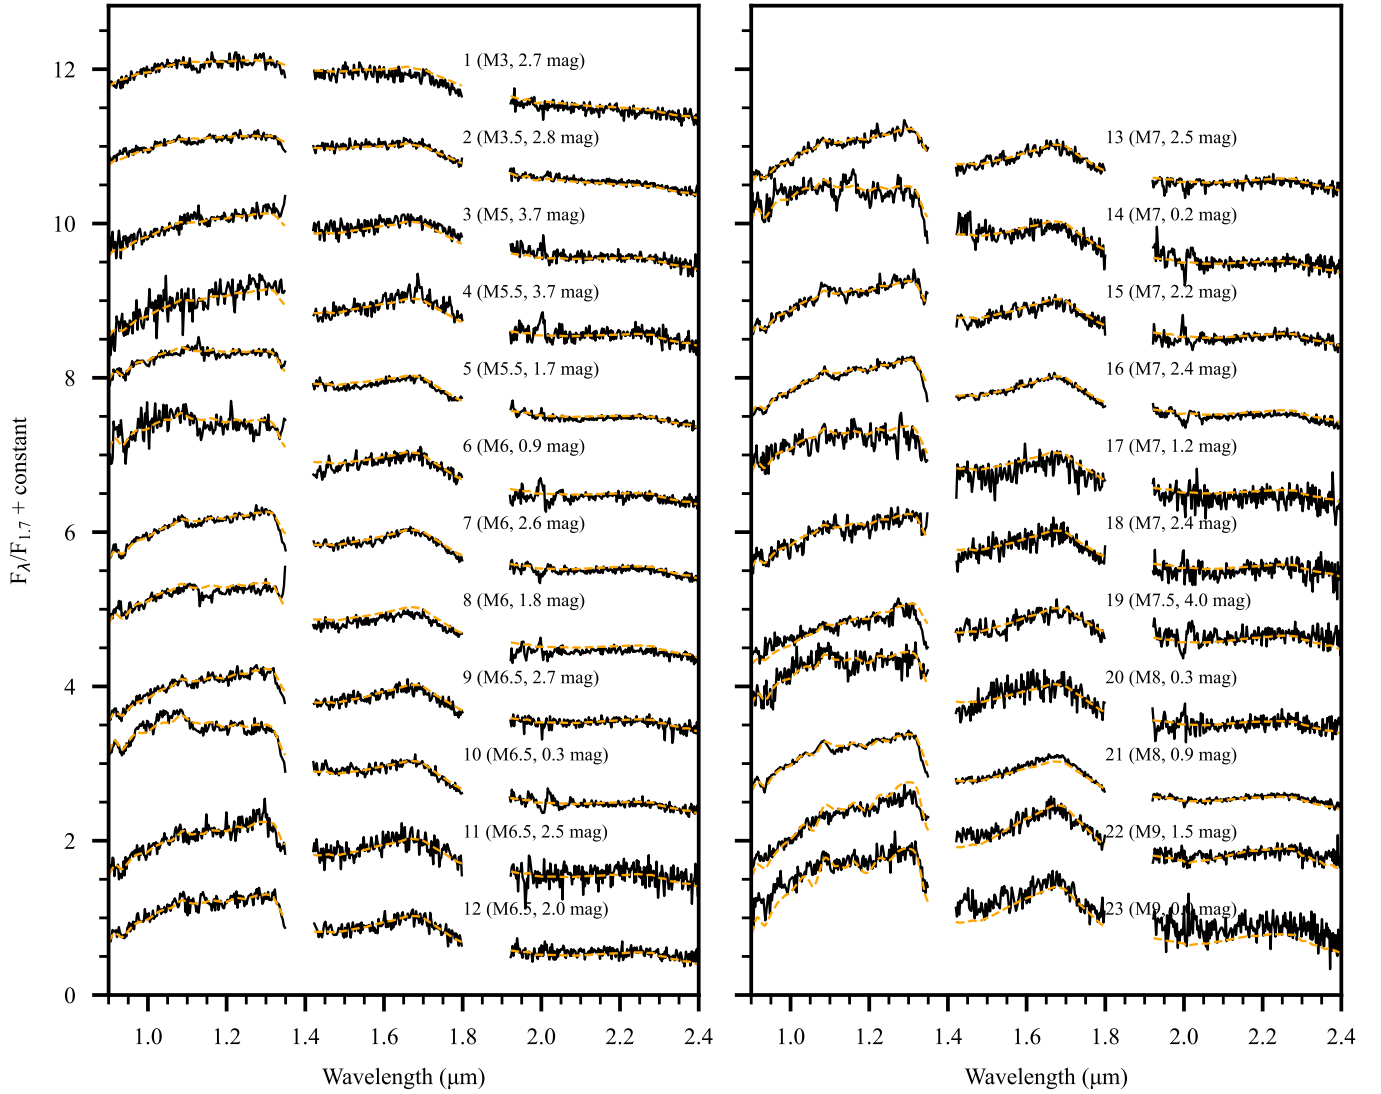 12
10
8
6
4
2
0
F_λ/F_1.7 + constant
1 (M3, 2.7 mag)
2 (M3.5, 2.8 mag)
3 (M5, 3.7 mag)
4 (M5.5, 3.7 mag)
5 (M5.5, 1.7 mag)
6 (M6, 0.9 mag)
7 (M6, 2.6 mag)
8 (M6, 1.8 mag)
9 (M6.5, 2.7 mag)
10 (M6.5, 0.3 mag)
11 (M6.5, 2.5 mag)
12 (M6.5, 2.0 mag)
1.0 1.2 1.4 1.6 1.8 2.0 2.2 2.4
Wavelength (μm)
13 (M7, 2.5 mag)
14 (M7, 0.2 mag)
15 (M7, 2.2 mag)
16 (M7, 2.4 mag)
17 (M7, 1.2 mag)
18 (M7, 2.4 mag)
19 (M7.5, 4.0 mag)
20 (M8, 0.3 mag)
21 (M8, 0.9 mag)
22 (M9, 1.5 mag)
23 (M9, 0.0 mag)
1.0 1.2 1.4 1.6 1.8 2.0 2.2 2.4
Wavelength (μm)